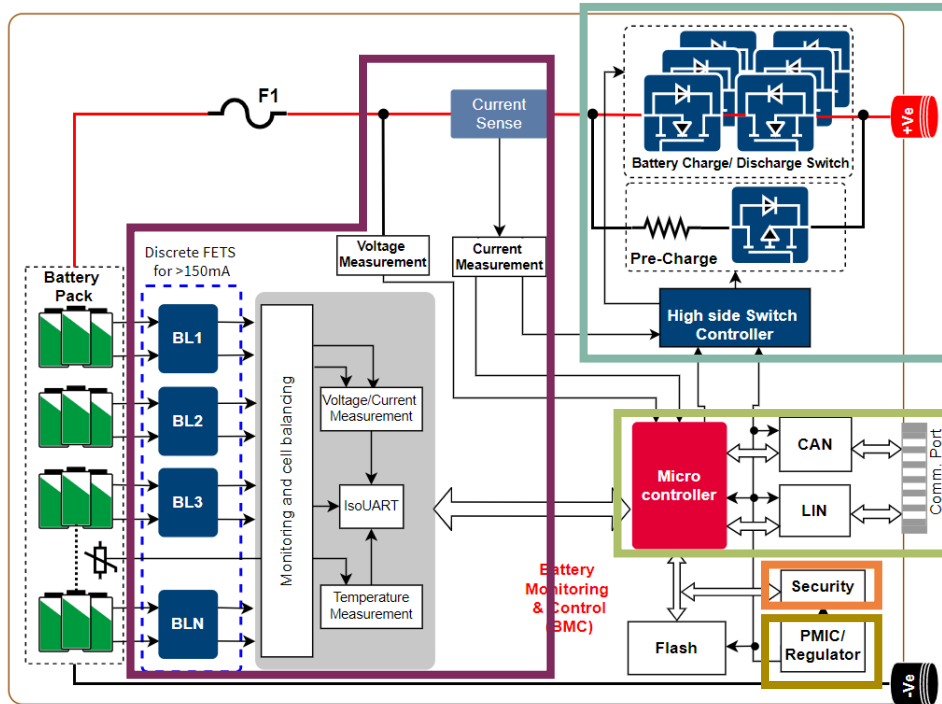 F1
Current
Sense
+Ve
Battery Charge/ Discharge Switch
Discrete FETS
for >150mA
Voltage
Measurement
Current
Measurement
Pre-Charge
Battery
Pack
High side Switch
Controller
BL1
BL2
BL3
BLN
Monitoring and cell balancing
Voltage/Current
Measurement
IsoUART
Temperature
Measurement
Micro
controller
CAN
LIN
Comm. Port
Battery
Monitoring
& Control
(BMC)
Security
Flash
PMIC/
Regulator
-Ve